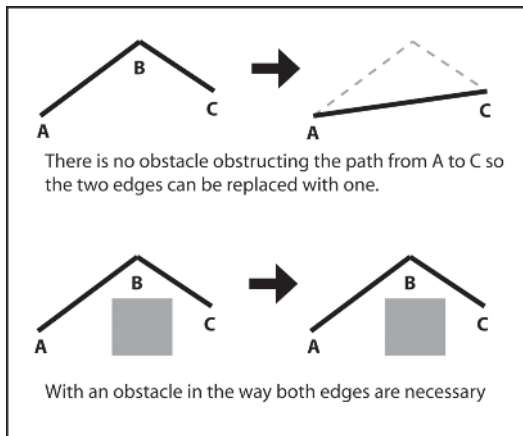 B
C
A
C
A
There is no obstacle obstructing the path from A to C so
the two edges can be replaced with one.
B
C
A
B
C
A
With an obstacle in the way both edges are necessary